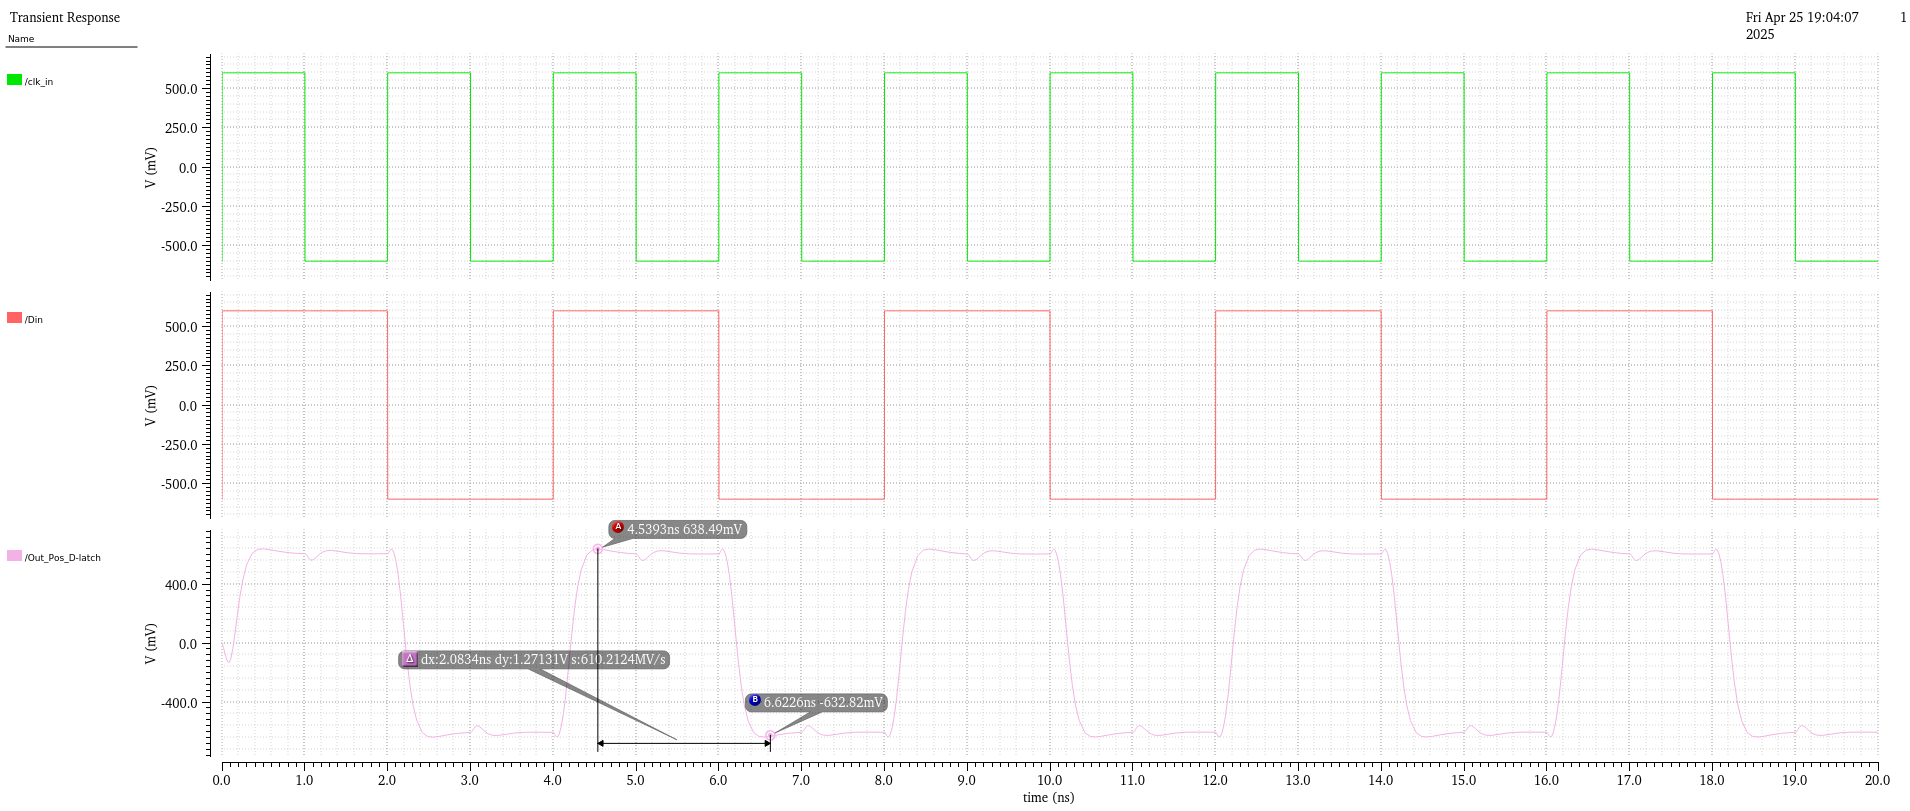 Transient Response
Fri Apr 25 19:04:07 1
2025
Name
/clk_in
500.0
250.0
0.0
-250.0
-500.0
V (mV)
/Din
500.0
250.0
0.0
-250.0
-500.0
V (mV)
/Out_Pos_D-latch
400.0
0.0
-400.0
V (mV)
A 4.5393ns 638.49mV
Δ dx:2.0834ns dy:1.27131V s:610.2124MV/s
B 6.6226ns -632.82mV
0.0 1.0 2.0 3.0 4.0 5.0 6.0 7.0 8.0 9.0 10.0 11.0 12.0 13.0 14.0 15.0 16.0 17.0 18.0 19.0 20.0
time (ns)